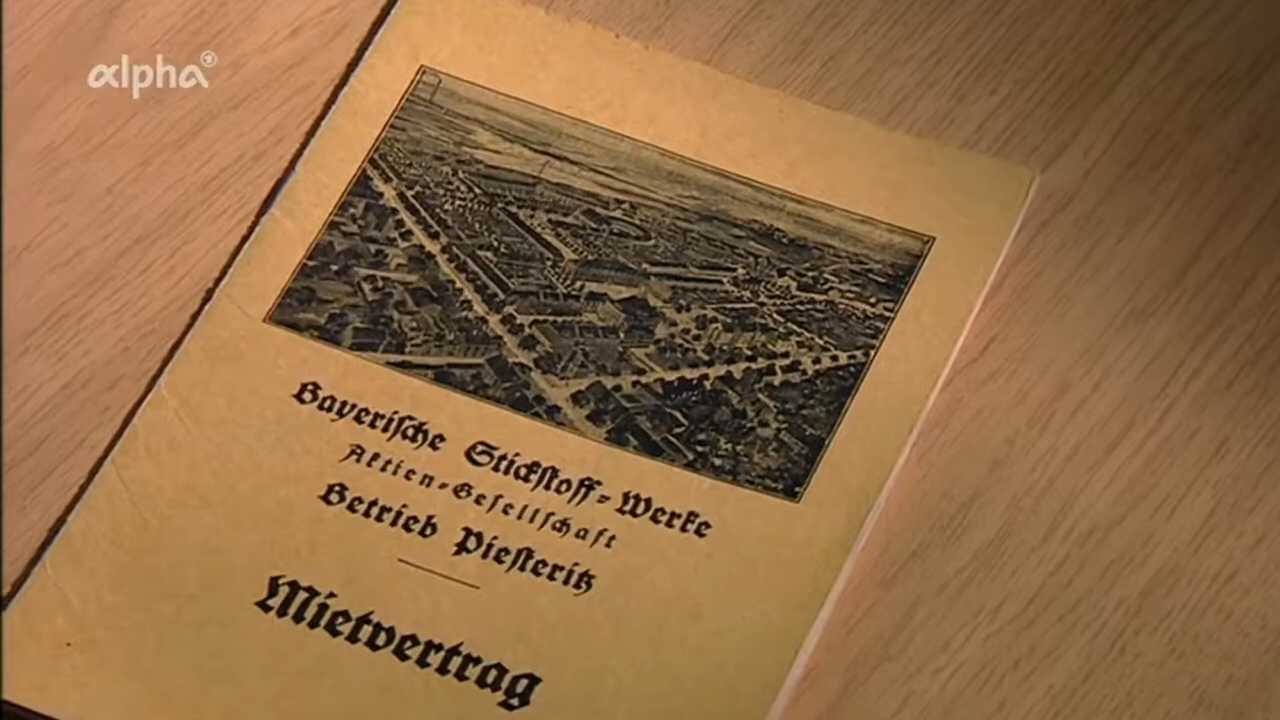 alpha
Bayerische Stickstoff-Werke
Aktien-Gesellschaft
Betrieb Piesteritz
Mietvertrag